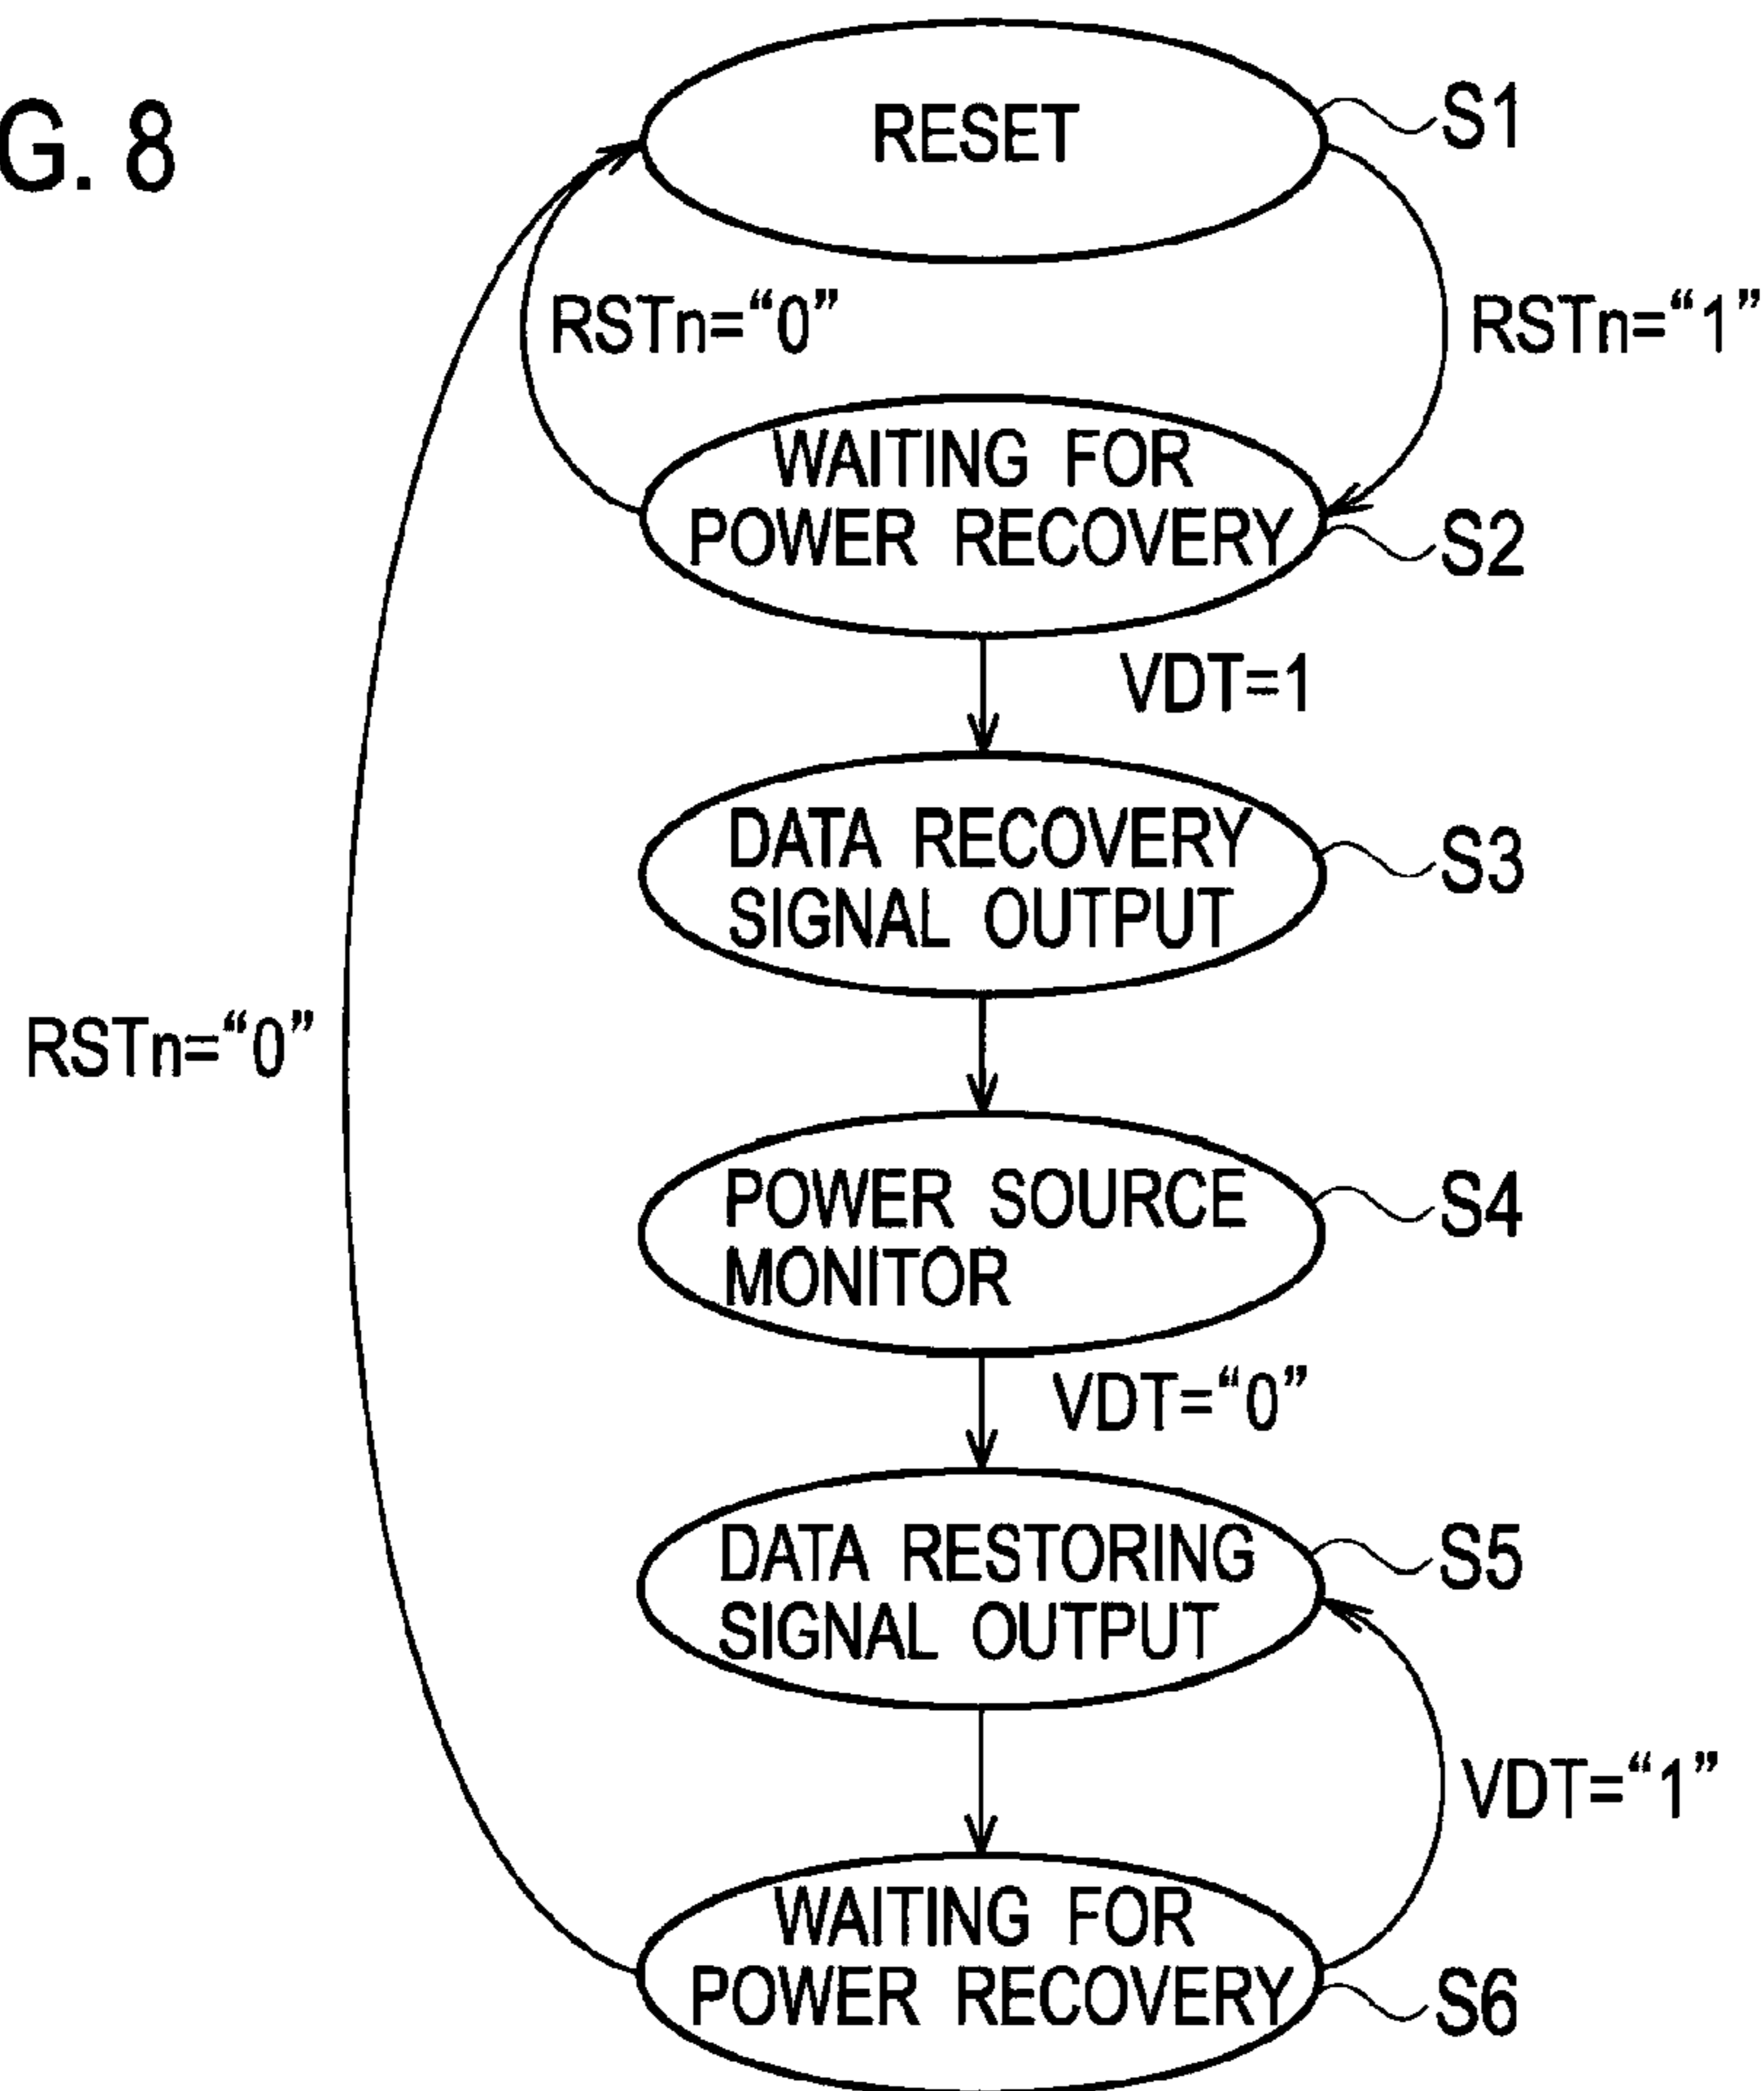 G. 8
RESET
S1
RSTn=“0”
RSTn=“1”
WAITING FOR
POWER RECOVERY
S2
VDT=1
DATA RECOVERY
SIGNAL OUTPUT
S3
RSTn=“0”
POWER SOURCE
MONITOR
S4
VDT=“0”
DATA RESTORING
SIGNAL OUTPUT
S5
VDT=“1”
WAITING FOR
POWER RECOVERY
S6